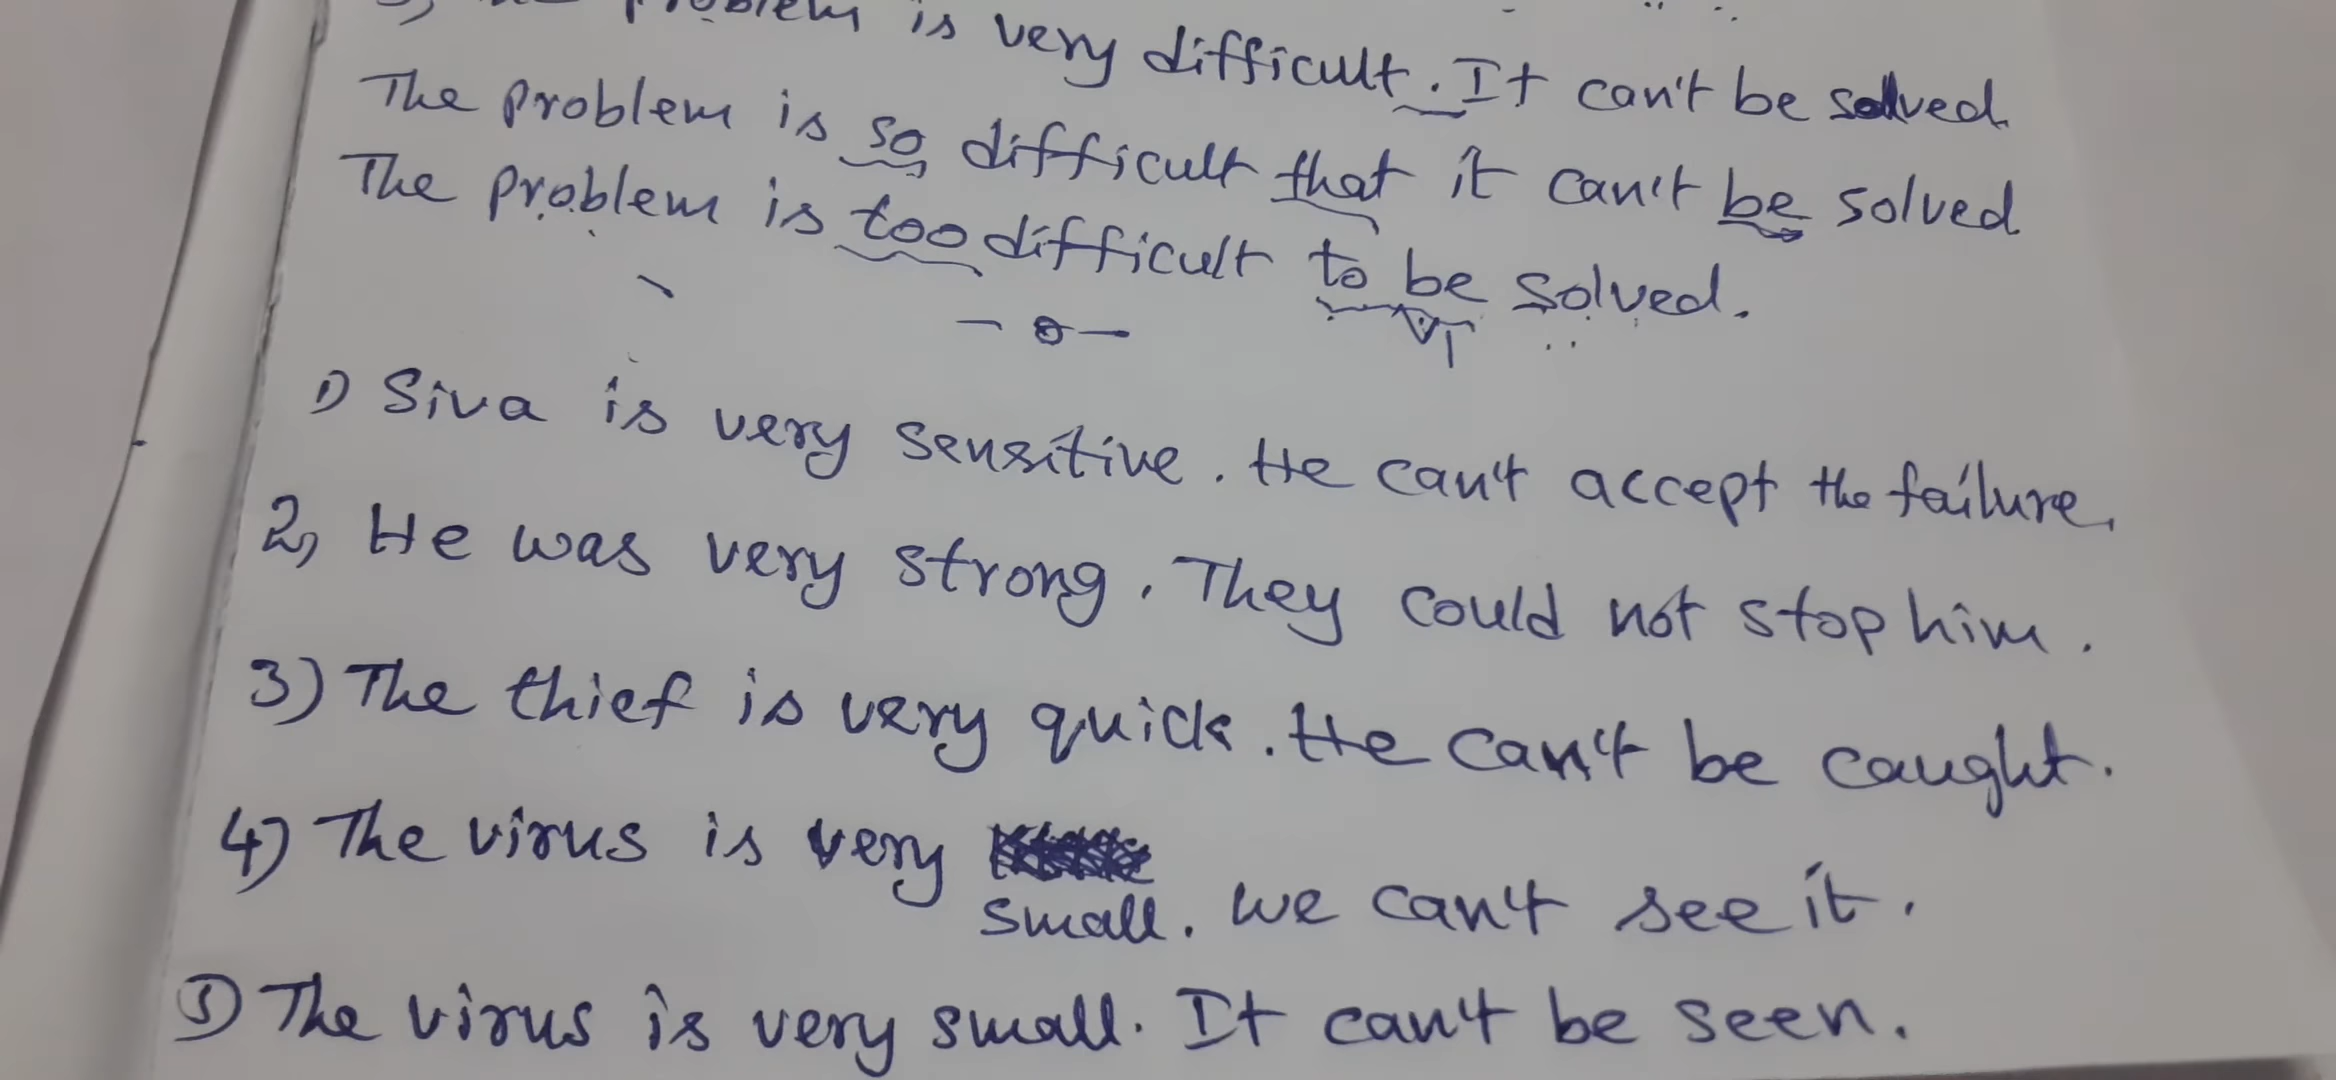 problem is very difficult. It can't be solved.
The problem is so difficult that it can't be solved
The problem is too difficult to be solved.
1) Siva is very sensitive. He can't accept the failure.
2, He was very strong. They could not stop him.
3) The thief is very quick. He can't be caught.
4) The virus is very
small. We can't see it.
5) The virus is very small. It can't be seen.